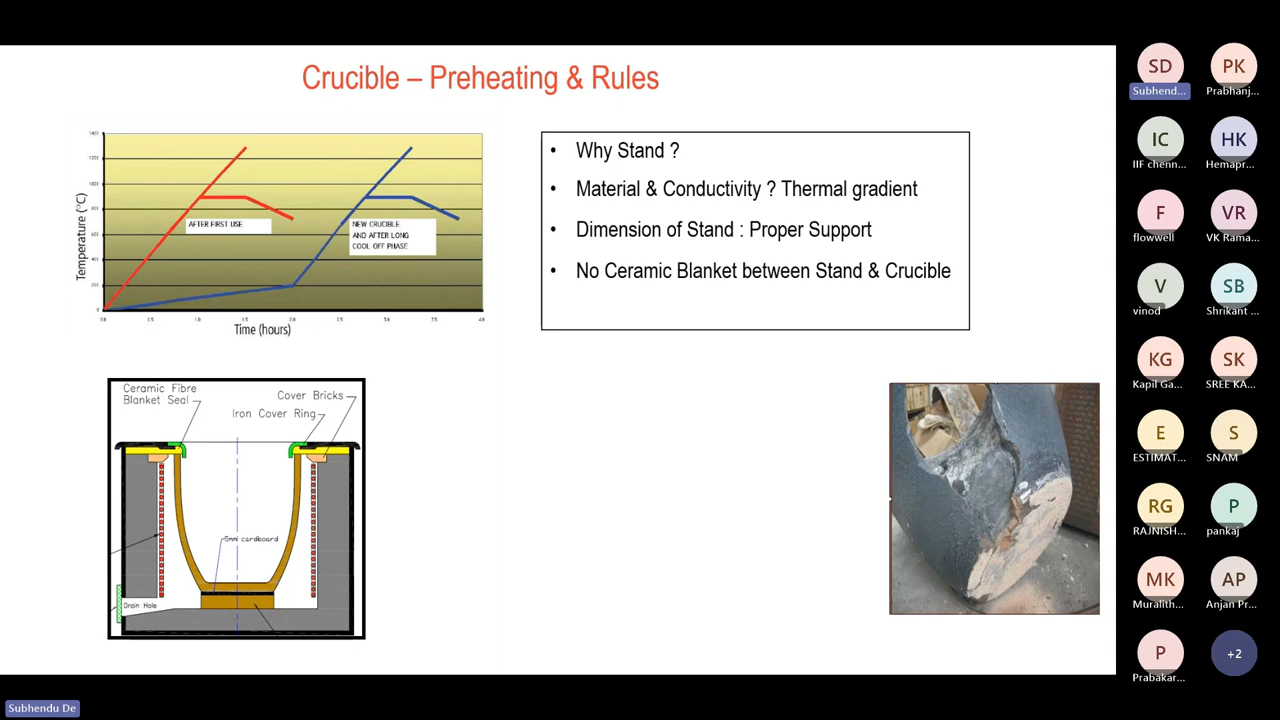 Crucible – Preheating & Rules
Temperature (°C)
AFTER FIRST USE
NEW CRUCIBLE
AND AFTER LONG
COOL OFF PHASE
Time (hours)
• Why Stand ?
• Material & Conductivity ? Thermal gradient
• Dimension of Stand : Proper Support
• No Ceramic Blanket between Stand & Crucible
Ceramic Fibre
Blanket Seal
Cover Bricks
Iron Cover Ring
5mm cardboard
Drain Hole
SD
Subhend...
PK
Prabhanj...
IC
IIF chenn...
HK
Hemapr...
F
flowwell
VR
VK Rama...
V
vinod
SB
Shrikant ...
KG
Kapil Ga...
SK
SREE KA...
E
ESTIMAT...
S
SNAM
RG
RAJNISH...
P
pankaj
MK
Muralith...
AP
Anjan Pr...
P
Prabakar...
+2
Subhendu De